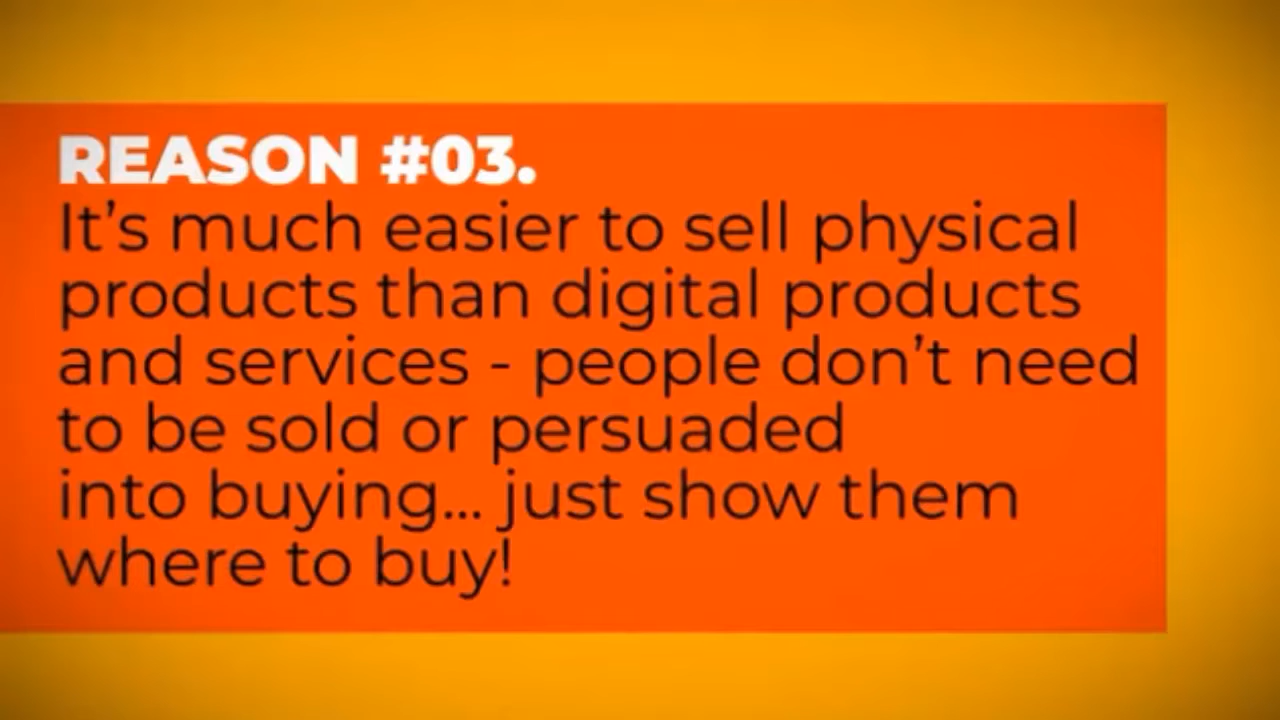 REASON #03.
It’s much easier to sell physical
products than digital products
and services - people don’t need
to be sold or persuaded
into buying... just show them
where to buy!